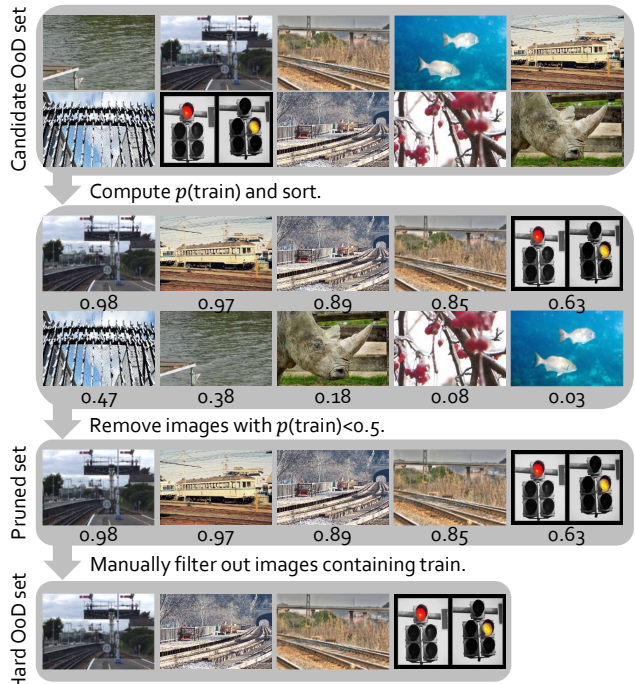 Candidate OoD set
Compute p(train) and sort.
0.98 0.97 0.89 0.85 0.63
0.47 0.38 0.18 0.08 0.03
Remove images with p(train)<0.5.
Pruned set
0.98 0.97 0.89 0.85 0.63
Manually filter out images containing train.
Hard OoD set